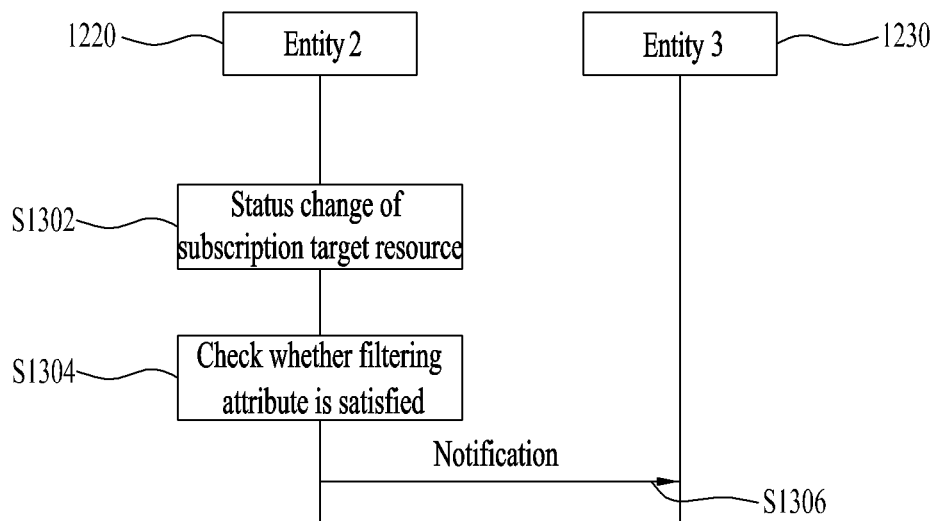 1220
Entity 2
Entity 3
1230
S1302
Status change of
subscription target resource
S1304
Check whether filtering
attribute is satisfied
Notification
S1306